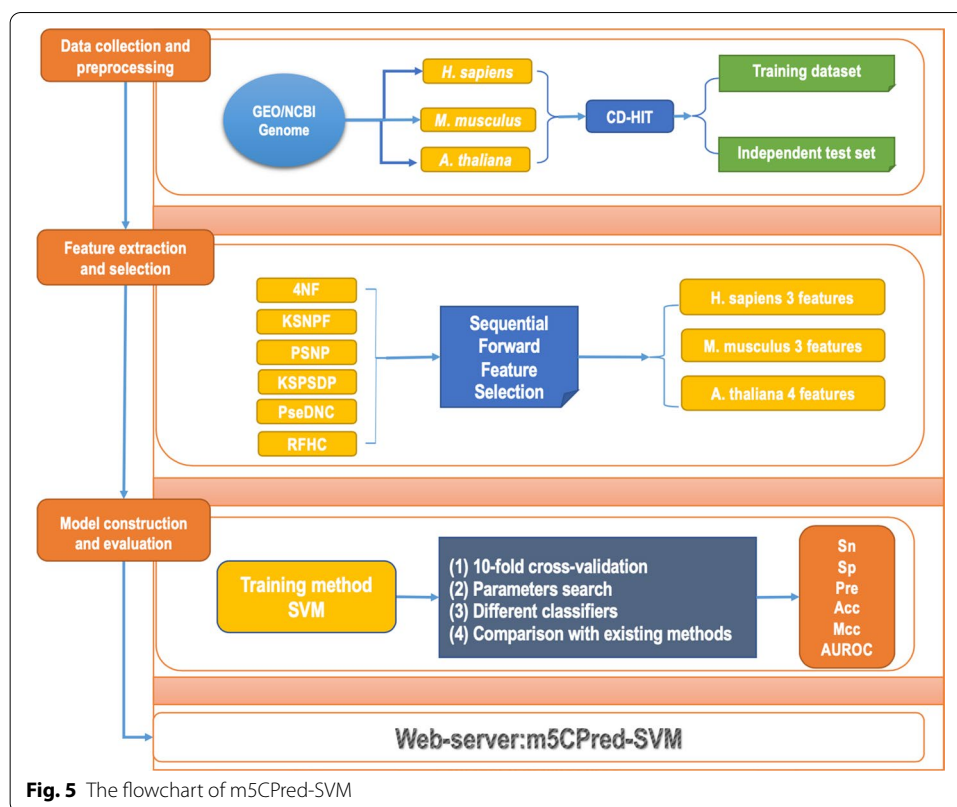 Data collection and
preprocessing
GEO/NCBI
Genome
H. sapiens
M. musculus
A. thaliana
CD-HIT
Training dataset
Independent test set
Feature extraction
and selection
4NF
KSNPF
PSNP
KSPSDP
PseDNC
RFHC
Sequential
Forward
Feature
Selection
H. sapiens 3 features
M. musculus 3 features
A. thaliana 4 features
Model construction
and evaluation
Training method
SVM
(1) 10-fold cross-validation
(2) Parameters search
(3) Different classifiers
(4) Comparison with existing methods
Sn
Sp
Pre
Acc
Mcc
AUROC
Web-server:m5CPred-SVM
Fig. 5 The flowchart of m5CPred-SVM